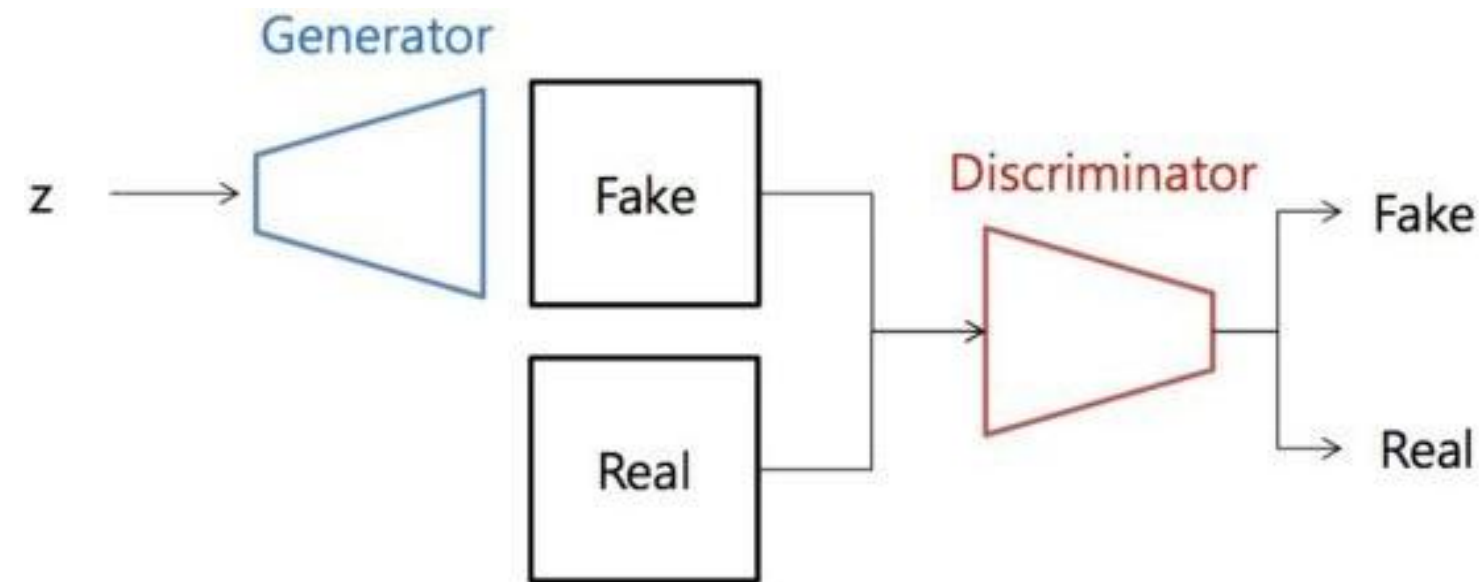 Generator
z
Fake
Real
Discriminator
Fake
Real